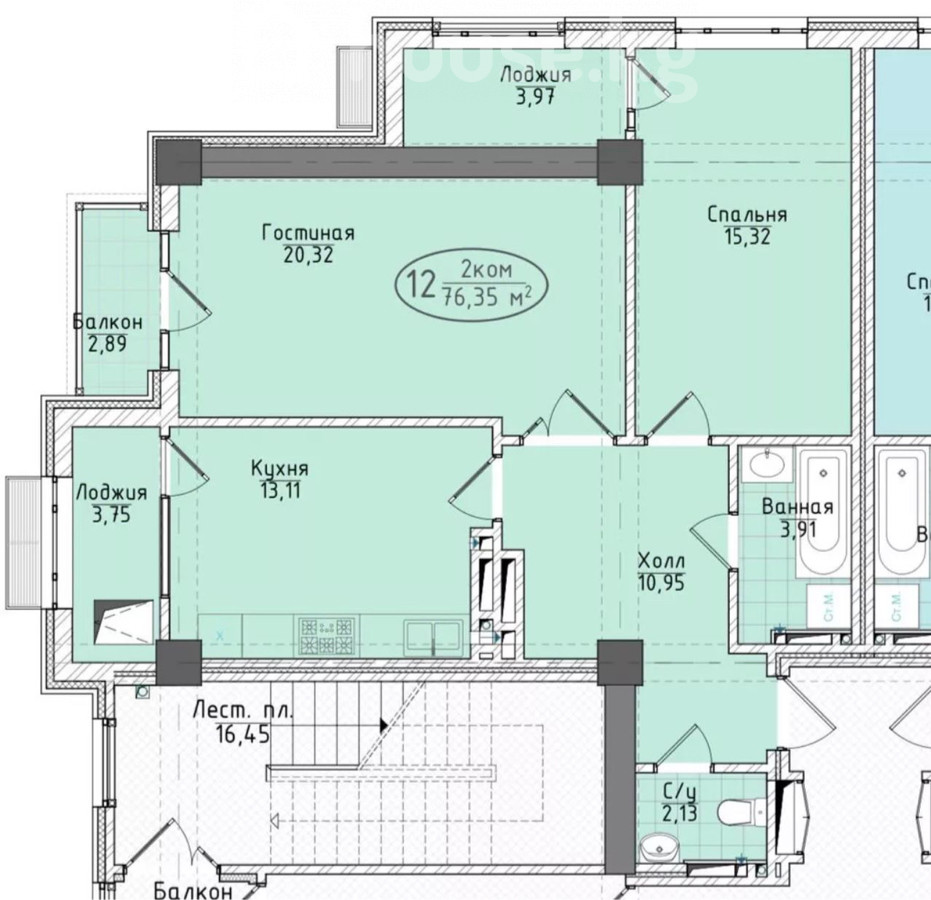 house.kg
Лоджия
3,97
Спальня
15,32
Гостиная
20,32
12
2ком
76,35 м²
Балкон
2,89
Кухня
13,11
Лоджия
3,75
Ванная
3,91
Холл
10,95
Ст.М.
Ст.М.
Х
Лест. пл.
16,45
С/у
2,13
Балкон